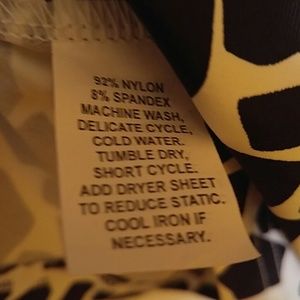 92% NYLON
8% SPANDEX
MACHINE WASH,
DELICATE CYCLE,
COLD WATER.
TUMBLE DRY,
SHORT CYCLE.
ADD DRYER SHEET
TO REDUCE STATIC.
COOL IRON IF
NECESSARY.